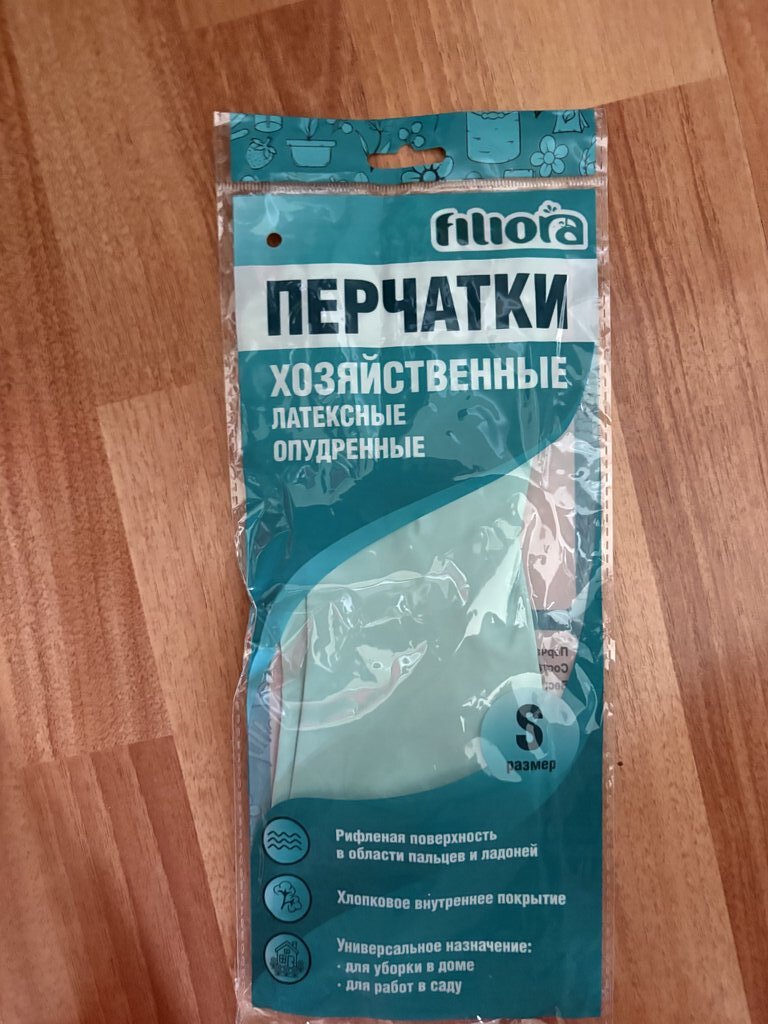 filiora
ПЕРЧАТКИ
ХОЗЯЙСТВЕННЫЕ
ЛАТЕКСНЫЕ
ОПУДРЕННЫЕ
S
размер
Рифленая поверхность
в области пальцев и ладоней
Хлопковое внутреннее покрытие
Универсальное назначение:
· для уборки в доме
· для работ в саду